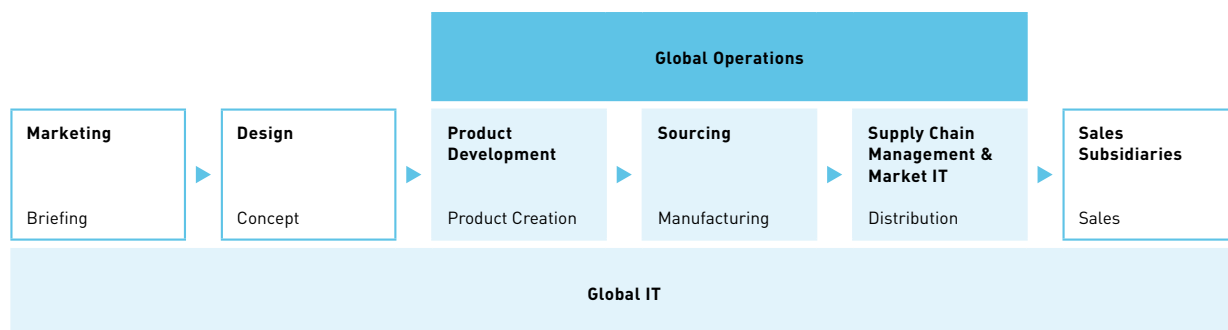 Global Operations
Marketing
Briefing
Design
Concept
Product
Development
Product Creation
Sourcing
Manufacturing
Supply Chain
Management &
Market IT
Distribution
Sales
Subsidiaries
Sales
Global IT